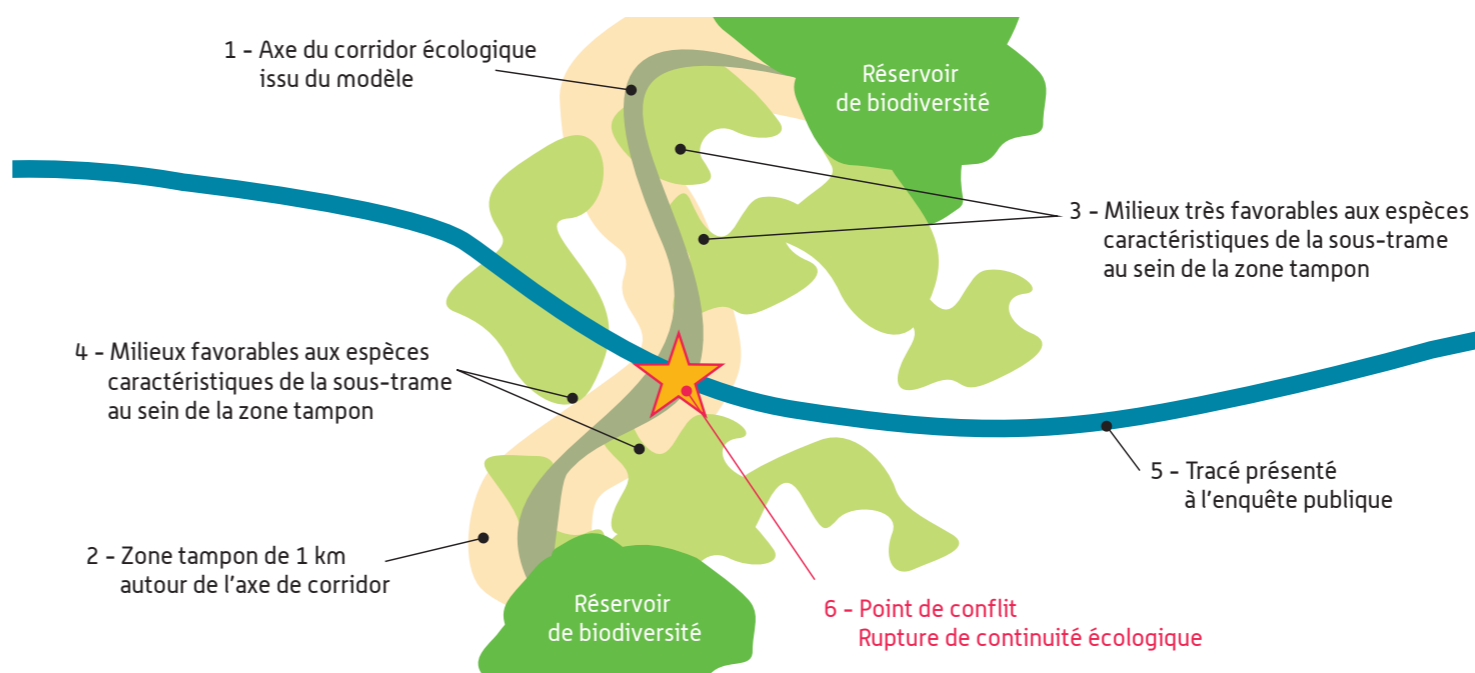 1 - Axe du corridor écologique
issu du modèle
Réservoir
de biodiversité
3 - Milieux très favorables aux espèces
caractéristiques de la sous-trame
au sein de la zone tampon
4 - Milieux favorables aux espèces
caractéristiques de la sous-trame
au sein de la zone tampon
5 - Tracé présenté
à l'enquête publique
2 - Zone tampon de 1 km
autour de l'axe de corridor
Réservoir
de biodiversité
6 - Point de conflit
Rupture de continuité écologique